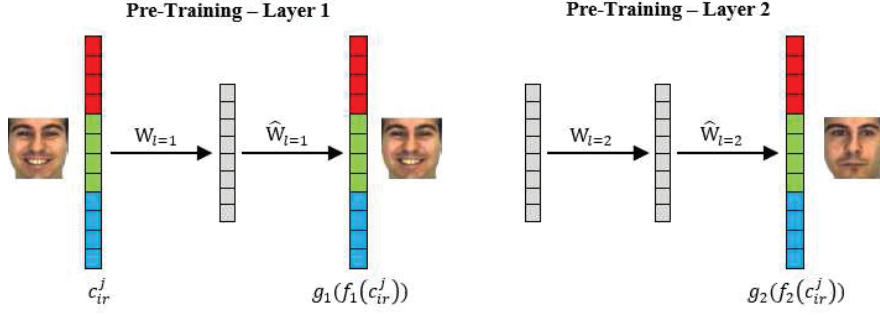 Pre-Training – Layer 1
Pre-Training – Layer 2
W_{l=1}
Ŵ_{l=1}
W_{l=2}
Ŵ_{l=2}
c_{ir}^{j}
g_1(f_1(c_{ir}^{j}))
g_2(f_2(c_{ir}^{j}))